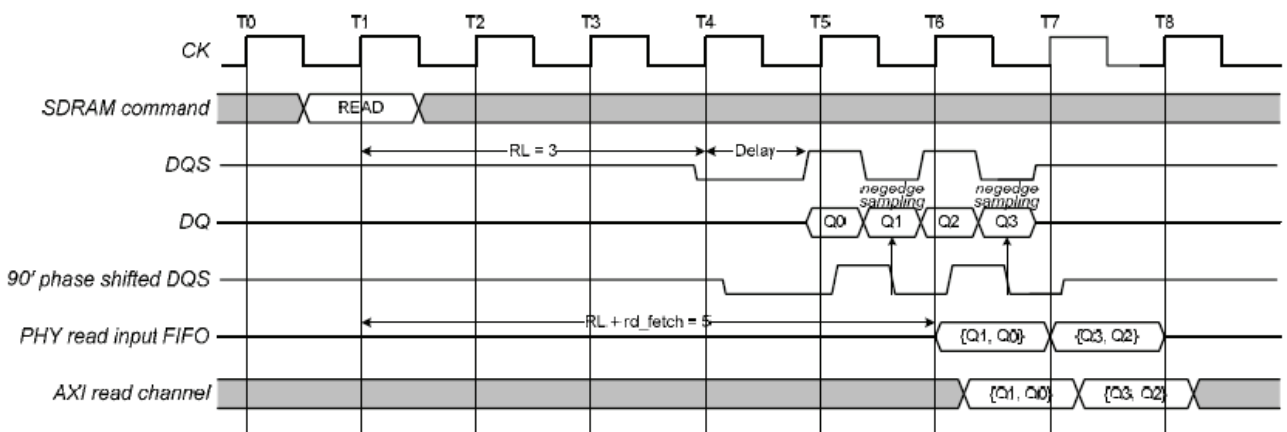 T0 T1 T2 T3 T4 T5 T6 T7 T8
CK
SDRAM command READ
RL = 3 Delay
DQS
negedge sampling negedge sampling
DQ Q0 Q1 Q2 Q3
90° phase shifted DQS
RL + rd_fetch = 5
PHY read input FIFO {Q1, Q0} {Q3, Q2}
AXI read channel {Q1, Q0} {Q3, Q2}